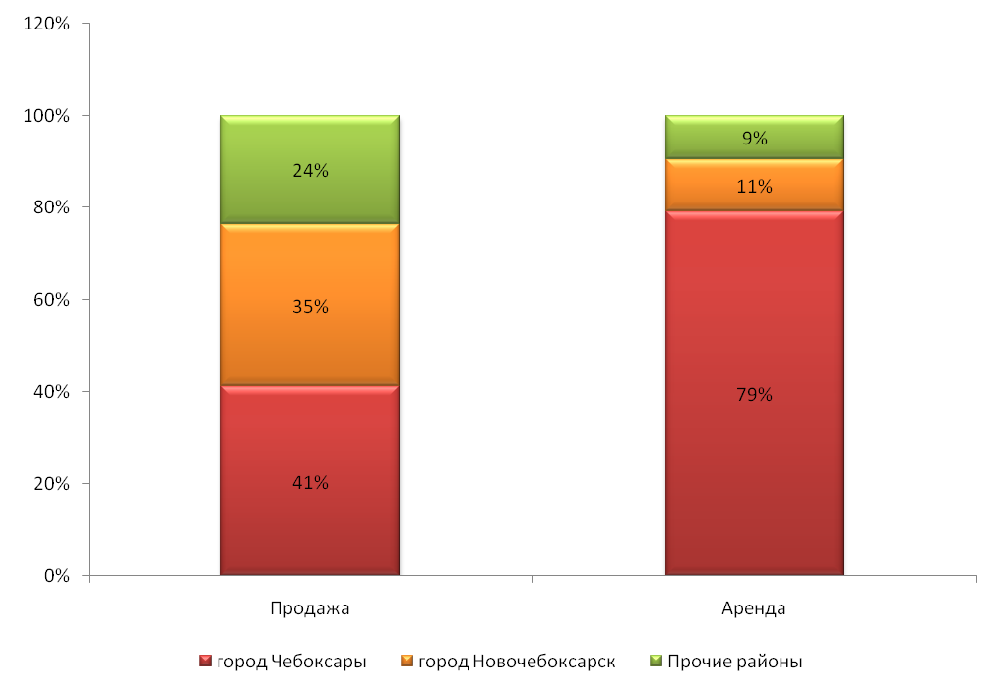 120%
100%
80%
60%
40%
20%
0%
24%
35%
41%
9%
11%
79%
Продажа
Аренда
город Чебоксары
город Новочебоксарск
Прочие районы